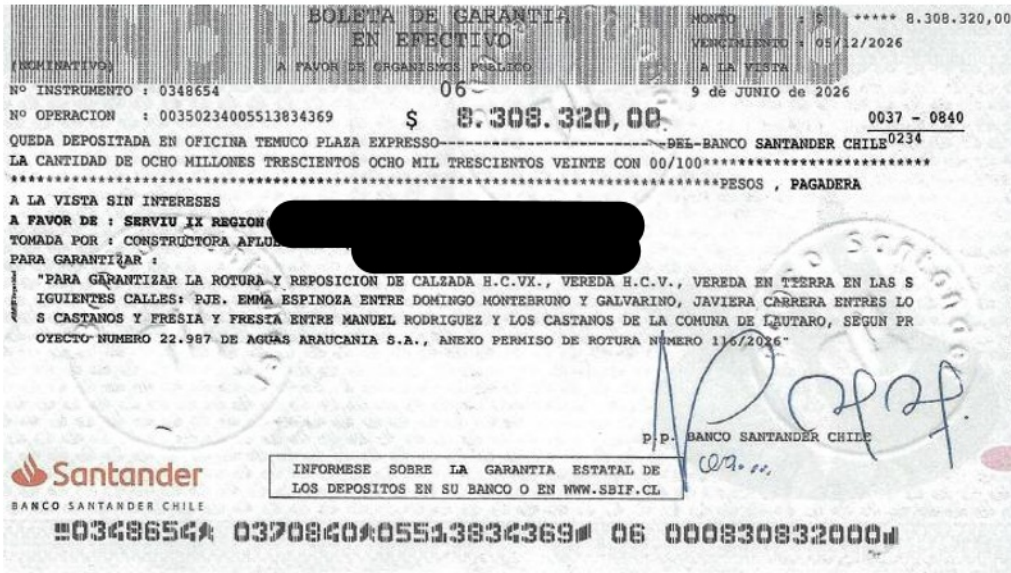 BOLETA DE GARANTIA
EN EFECTIVO
MONTO : $ ***** 8.308.320,00
VENCIMIENTO : 05/12/2026
(NOMINATIVO) A FAVOR DE ORGANISMOS PUBLICO A LA VISTA
Nº INSTRUMENTO : 0348654 06 9 de JUNIO de 2026
Nº OPERACION : 00350234005513834369 $ 8.308.320,00 0037 - 0840
QUEDA DEPOSITADA EN OFICINA TEMUCO PLAZA EXPRESSO DEL BANCO SANTANDER CHILE 0234
LA CANTIDAD DE OCHO MILLONES TRESCIENTOS OCHO MIL TRESCIENTOS VEINTE CON 00/100
PESOS , PAGADERA
A LA VISTA SIN INTERESES
A FAVOR DE : SERVIU IX REGION
TOMADA POR : CONSTRUCTORA
PARA GARANTIZAR :
"PARA GARANTIZAR LA ROTURA Y REPOSICION DE CALZADA H.C.VX., VEREDA H.C.V., VEREDA EN TIERRA EN LAS S
IGUIENTES CALLES: PJE. EMMA ESPINOZA ENTRE DOMINGO MONTEBRUNO Y GALVARINO, JAVIERA CARRERA ENTRES LO
S CASTANOS Y FRESIA Y FRESIA ENTRE MANUEL RODRIGUEZ Y LOS CASTANOS DE LA COMUNA DE LAUTARO, SEGUN PR
OYECTO NUMERO 22.987 DE AGUAS ARAUCANIA S.A., ANEXO PERMISO DE ROTURA NUMERO 116/2026"
p.p. BANCO SANTANDER CHILE
Santander
BANCO SANTANDER CHILE
INFORMESE SOBRE LA GARANTIA ESTATAL DE
LOS DEPOSITOS EN SU BANCO O EN WWW.SBIF.CL
0348654 0370840 05513834369 06 000830832000